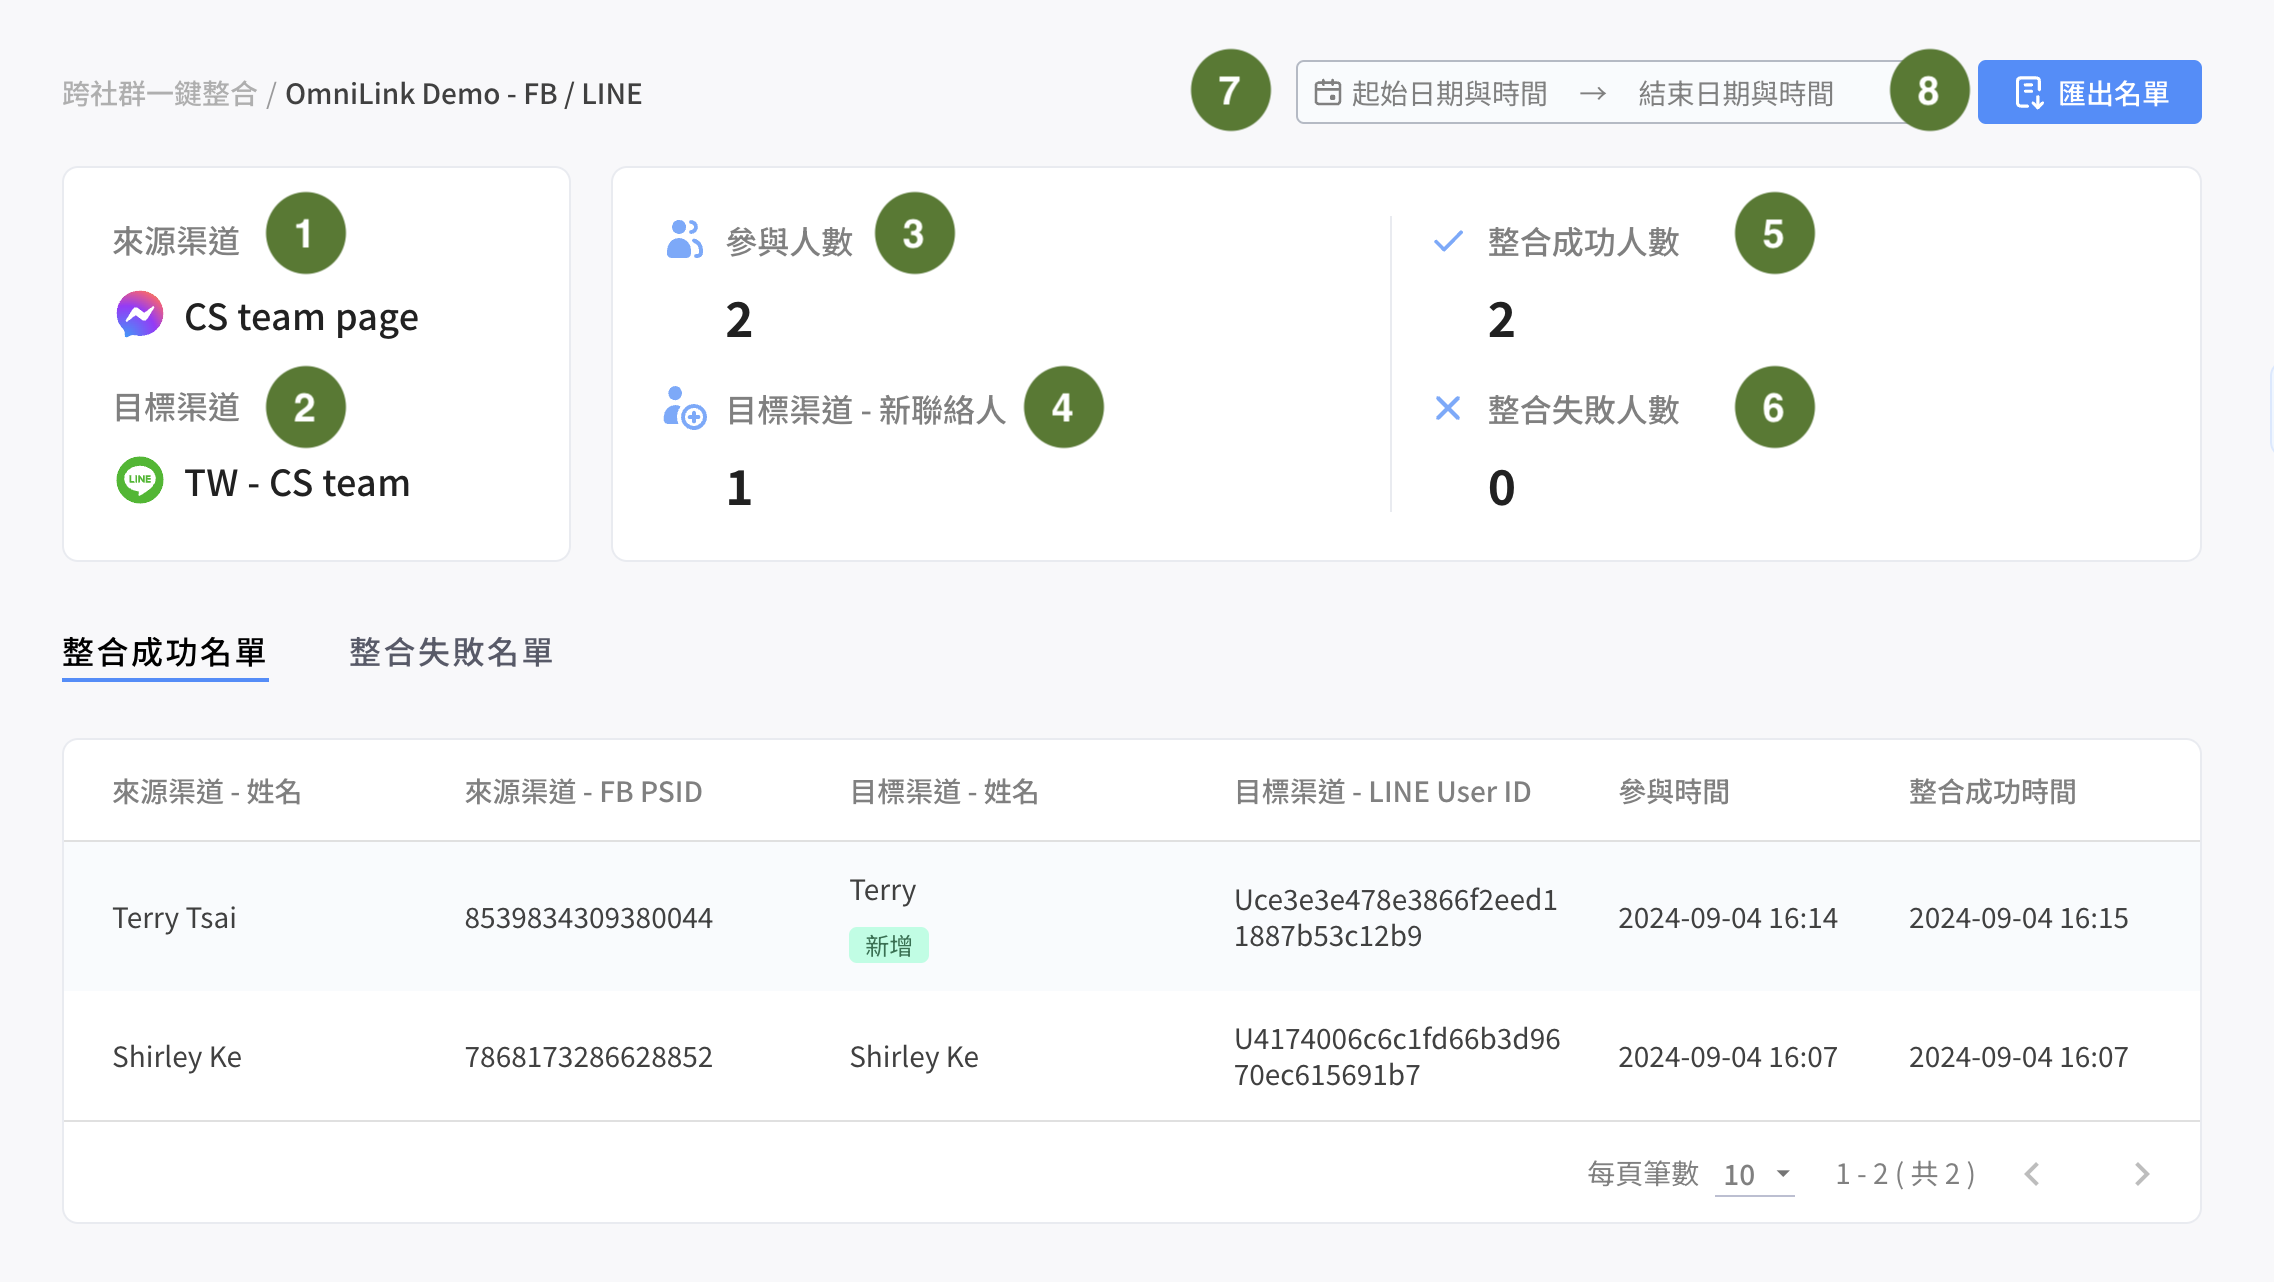 跨社群一鍵整合 / OmniLink Demo - FB / LINE
7
起始日期與時間 → 結束日期與時間
8
匯出名單
來源渠道
1
CS team page
目標渠道
2
LINE
TW - CS team
參與人數
3
2
目標渠道 - 新聯絡人
4
1
整合成功人數
5
2
整合失敗人數
6
0
整合成功名單
整合失敗名單
來源渠道 - 姓名 來源渠道 - FB PSID 目標渠道 - 姓名 目標渠道 - LINE User ID 參與時間 整合成功時間
Terry Tsai
8539834309380044
Terry
新增
Uce3e3e478e3866f2eed1
1887b53c12b9
2024-09-04 16:14
2024-09-04 16:15
Shirley Ke
7868173286628852
Shirley Ke
U4174006c6c1fd66b3d96
70ec615691b7
2024-09-04 16:07
2024-09-04 16:07
每頁筆數 10 1 - 2 ( 共 2 )